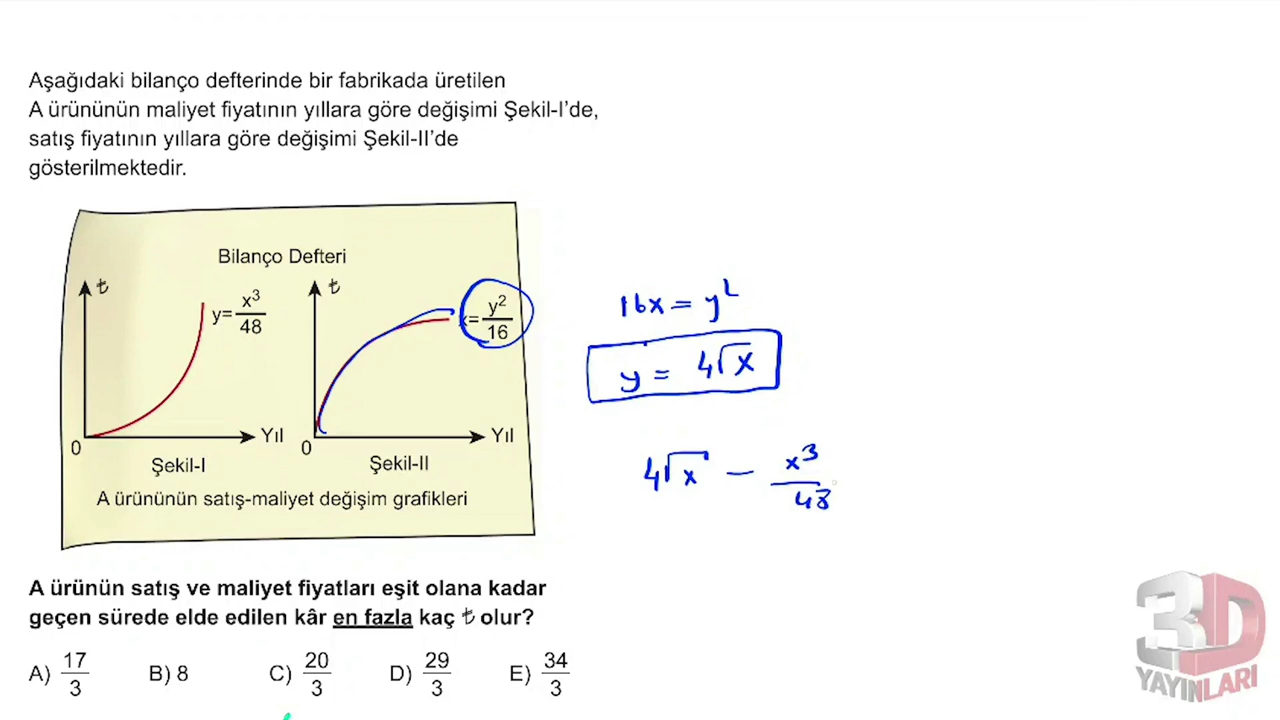 Aşağıdaki bilanço defterinde bir fabrikada üretilen
A ürününün maliyet fiyatının yıllara göre değişimi Şekil-I'de,
satış fiyatının yıllara göre değişimi Şekil-II'de
gösterilmektedir.
Bilanço Defteri
₺
y= x³/48
0
Yıl
Şekil-I
₺
x= y²/16
0
Yıl
Şekil-II
A ürününün satış-maliyet değişim grafikleri
16x = y²
y = 4√x
4√x - x³/48
A ürünün satış ve maliyet fiyatları eşit olana kadar
geçen sürede elde edilen kâr en fazla kaç ₺ olur?
A) 17/3 B) 8 C) 20/3 D) 29/3 E) 34/3
3D
YAYINLARI